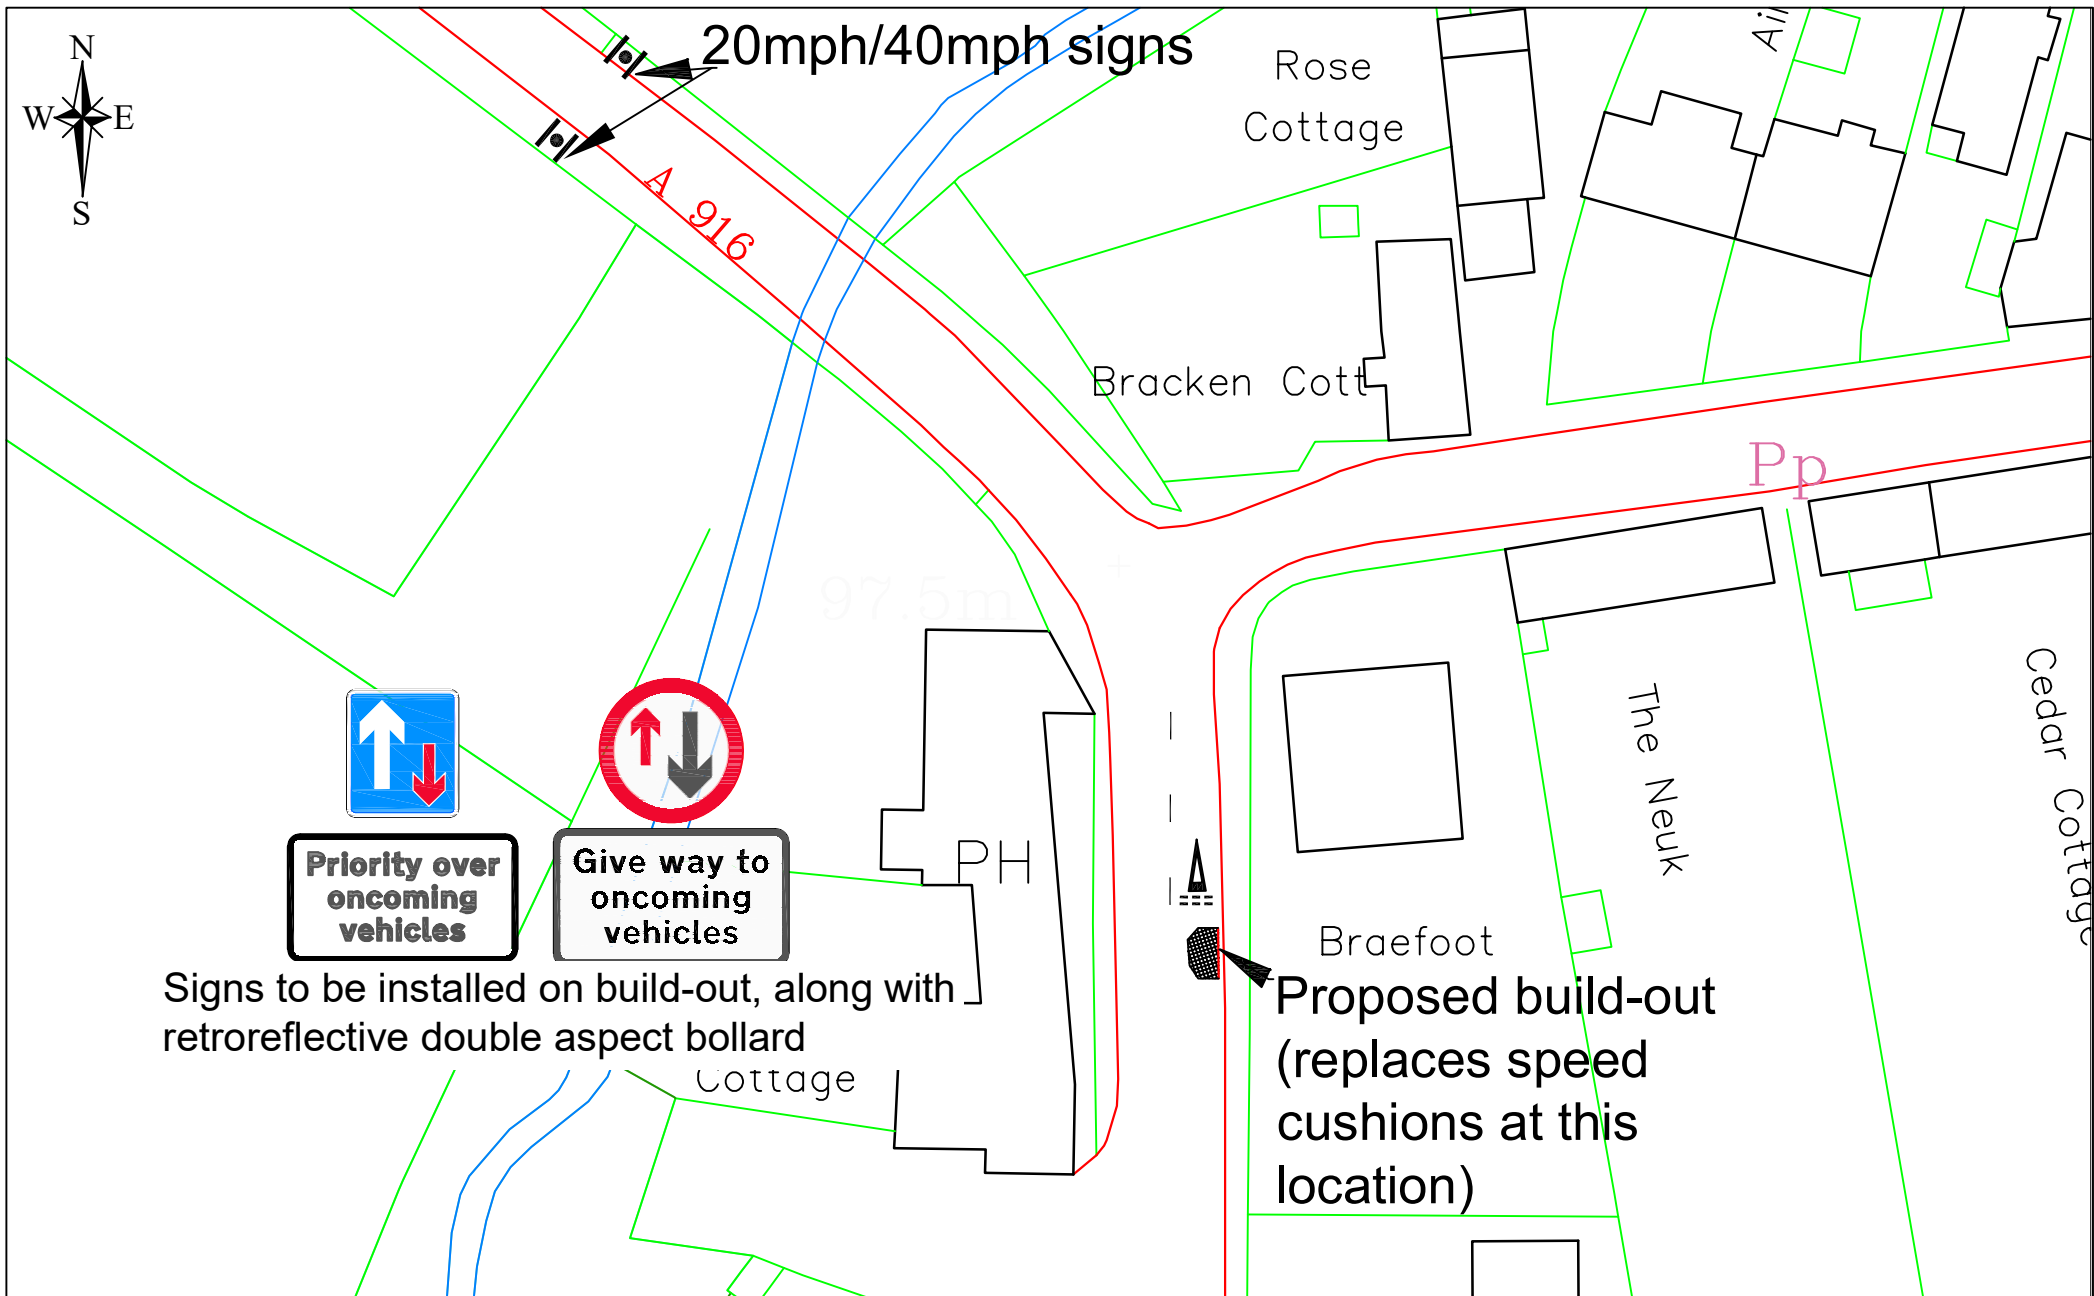 N
W E
S
20mph/40mph signs
Rose
Cottage
A 916
Bracken Cott
Pp
97.5m
The Neuk
Cedar Cottage
Priority over
oncoming
vehicles
Give way to
oncoming
vehicles
PH
Braefoot
Signs to be installed on build-out, along with
retroreflective double aspect bollard
Cottage
Proposed build-out
(replaces speed
cushions at this
location)